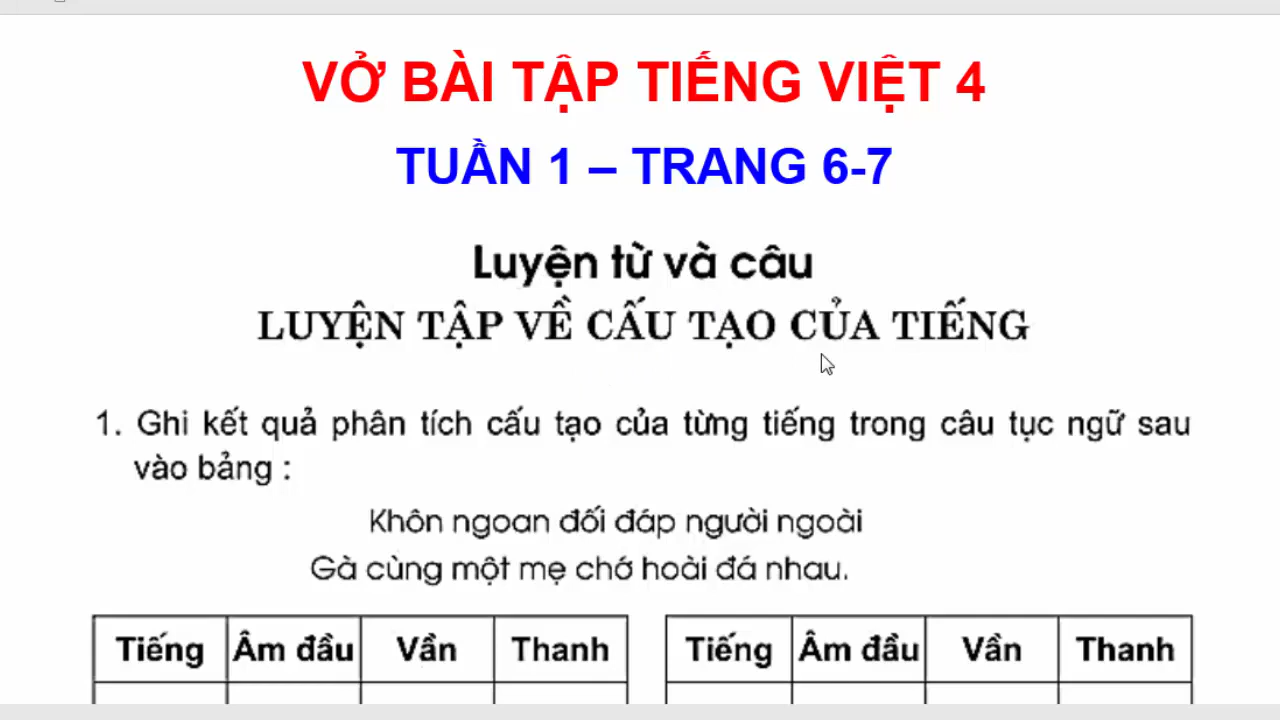 VỞ BÀI TẬP TIẾNG VIỆT 4
TUẦN 1 – TRANG 6-7
Luyện từ và câu
LUYỆN TẬP VỀ CẤU TẠO CỦA TIẾNG
1. Ghi kết quả phân tích cấu tạo của từng tiếng trong câu tục ngữ sau
vào bảng :
Khôn ngoan đối đáp người ngoài
Gà cùng một mẹ chớ hoài đá nhau.
Tiếng Âm đầu Vần Thanh Tiếng Âm đầu Vần Thanh